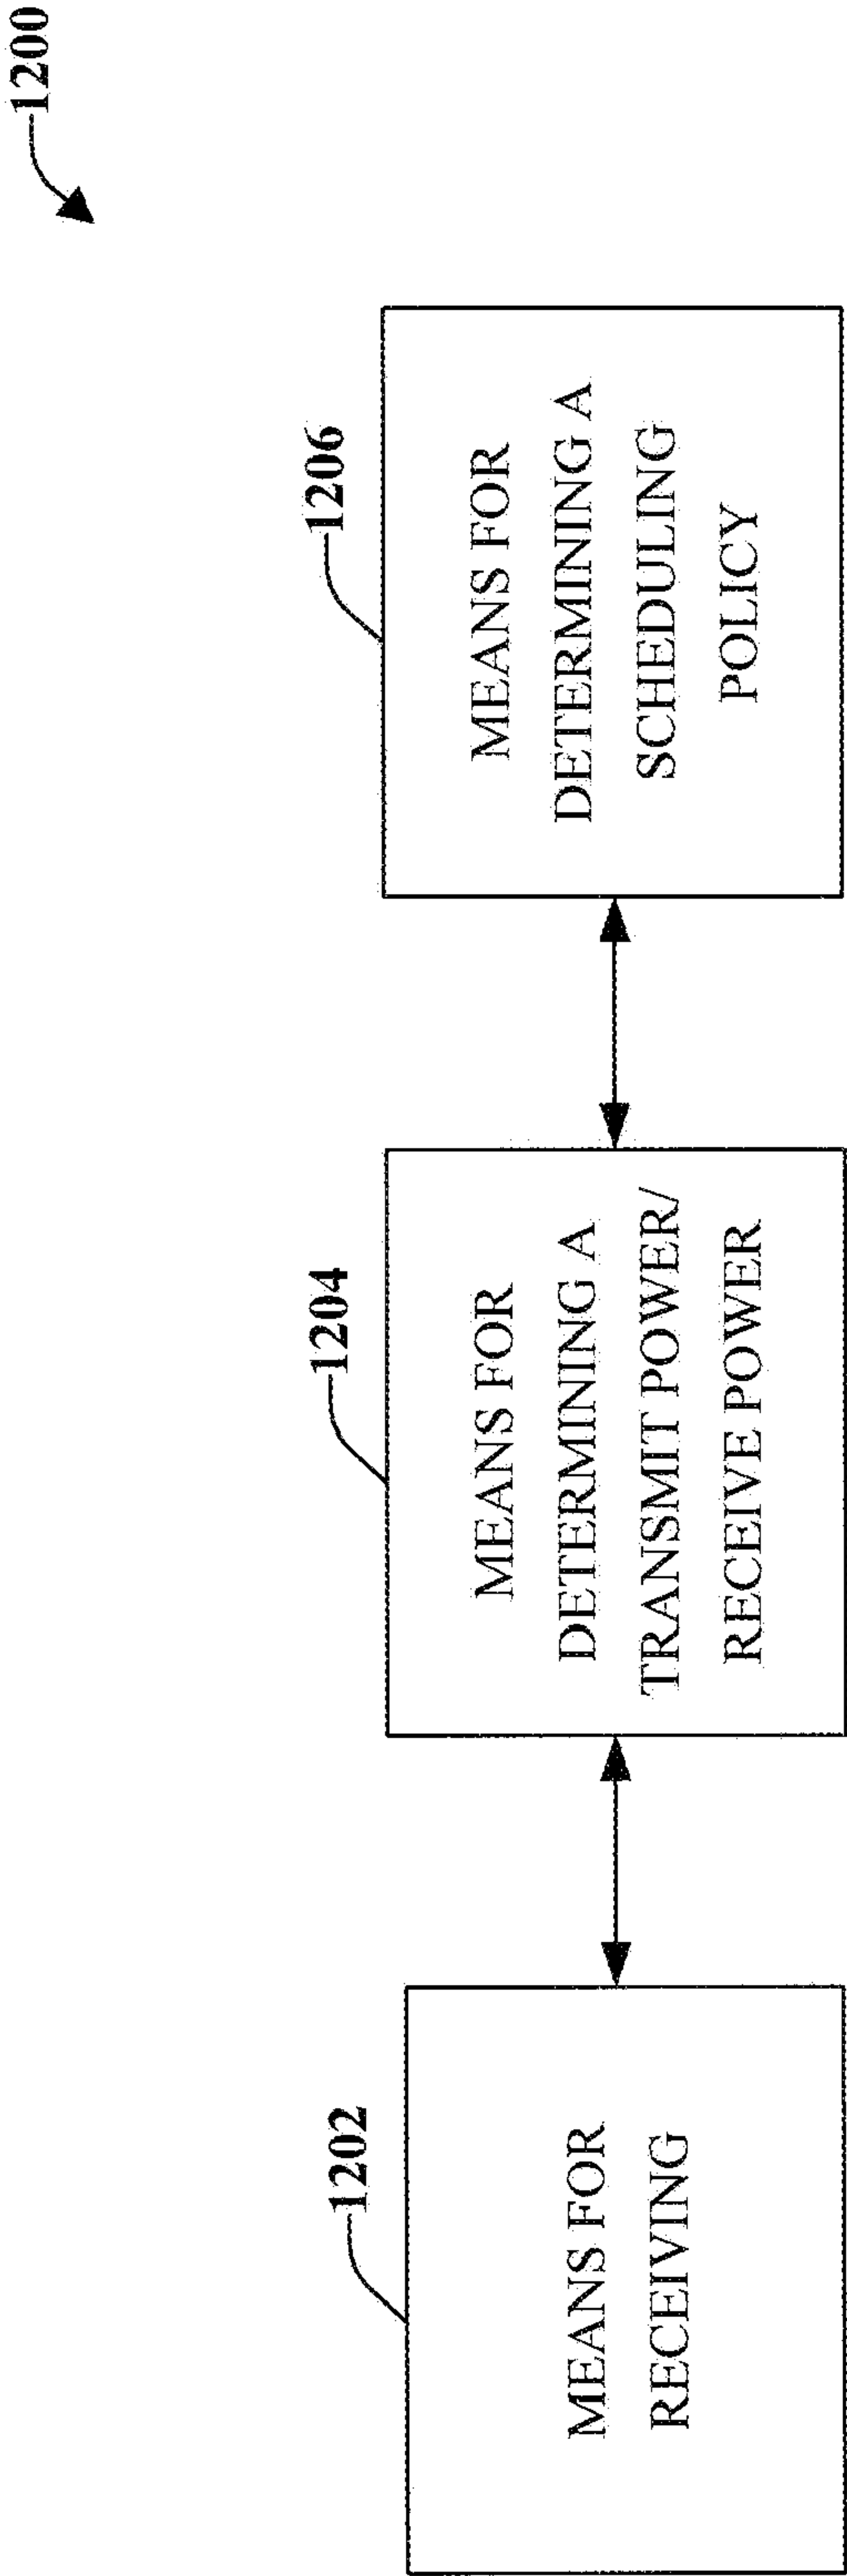 1200
1202
MEANS FOR
RECEIVING
1204
MEANS FOR
DETERMINING A
TRANSMIT POWER/
RECEIVE POWER
1206
MEANS FOR
DETERMINING A
SCHEDULING
POLICY